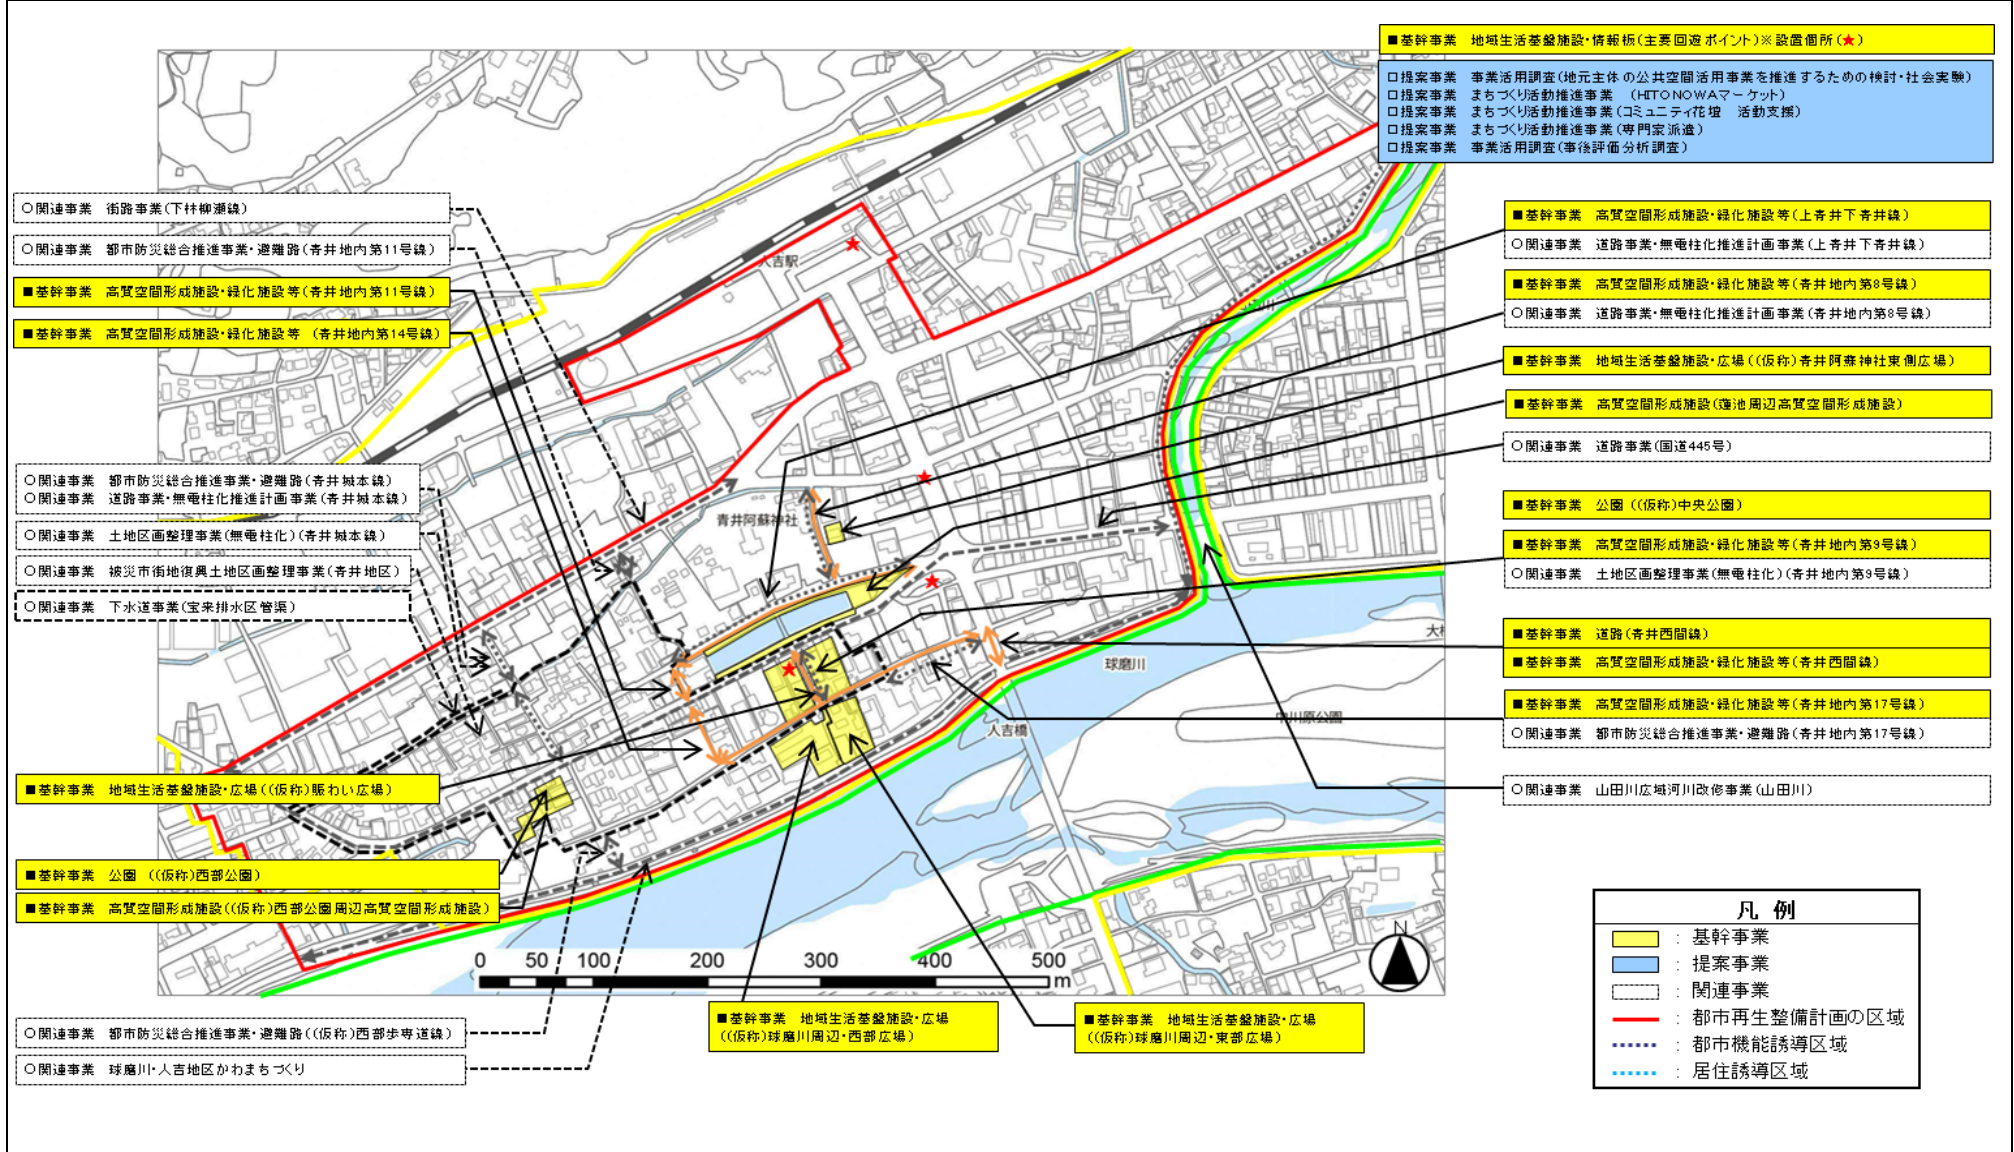 ■基幹事業　地域生活基盤施設・情報板(主要回遊ポイント)※設置個所(★)
□提案事業　事業活用調査(地元主体の公共空間活用事業を推進するための検討・社会実験)
□提案事業　まちづくり活動推進事業　(HITONOWAマーケット)
□提案事業　まちづくり活動推進事業(コミュニティ花壇　活動支援)
□提案事業　まちづくり活動推進事業(専門家派遣)
□提案事業　事業活用調査(事後評価分析調査)
○関連事業　街路事業(下林柳瀬線)
○関連事業　都市防災総合推進事業・避難路(青井地内第11号線)
■基幹事業　高質空間形成施設・緑化施設等(青井地内第11号線)
■基幹事業　高質空間形成施設・緑化施設等　(青井地内第14号線)
○関連事業　都市防災総合推進事業・避難路(青井城本線)
○関連事業　道路事業・無電柱化推進計画事業(青井城本線)
○関連事業　土地区画整理事業(無電柱化)(青井城本線)
○関連事業　被災市街地復興土地区画整理事業(青井地区)
○関連事業　下水道事業(宝来排水区管渠)
■基幹事業　地域生活基盤施設・広場((仮称)賑わい広場)
■基幹事業　公園　((仮称)西部公園)
■基幹事業　高質空間形成施設((仮称)西部公園周辺高質空間形成施設)
○関連事業　都市防災総合推進事業・避難路((仮称)西部歩専道線)
○関連事業　球磨川・人吉地区かわまちづくり
人吉駅
青井阿蘇神社
球磨川
人吉橋
中川原公園
■基幹事業　高質空間形成施設・緑化施設等(上青井下青井線)
○関連事業　道路事業・無電柱化推進計画事業(上青井下青井線)
■基幹事業　高質空間形成施設・緑化施設等(青井地内第8号線)
○関連事業　道路事業・無電柱化推進計画事業(青井地内第8号線)
■基幹事業　地域生活基盤施設・広場((仮称)青井阿蘇神社東側広場)
■基幹事業　高質空間形成施設(蓮池周辺高質空間形成施設)
○関連事業　道路事業(国道445号)
■基幹事業　公園　((仮称)中央公園)
■基幹事業　高質空間形成施設・緑化施設等(青井地内第9号線)
○関連事業　土地区画整理事業(無電柱化)(青井地内第9号線)
■基幹事業　道路(青井西間線)
■基幹事業　高質空間形成施設・緑化施設等(青井西間線)
■基幹事業　高質空間形成施設・緑化施設等(青井地内第17号線)
○関連事業　都市防災総合推進事業・避難路(青井地内第17号線)
○関連事業　山田川広域河川改修事業(山田川)
0 50 100 200 300 400 500
m
N
■基幹事業　地域生活基盤施設・広場
((仮称)球磨川周辺・西部広場)
■基幹事業　地域生活基盤施設・広場
((仮称)球磨川周辺・東部広場)
凡 例
：基幹事業
：提案事業
：関連事業
：都市再生整備計画の区域
：都市機能誘導区域
：居住誘導区域